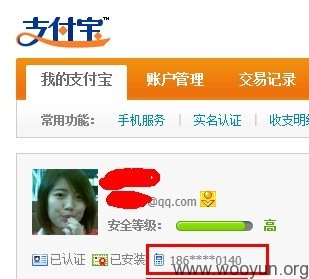 支付宝™
我的支付宝 账户管理 交易记录
常用功能： 手机服务 | 实名认证 | 收支明细
@qq.com
安全等级： 高
已认证 已安装 186****0140
www.wooyun.org